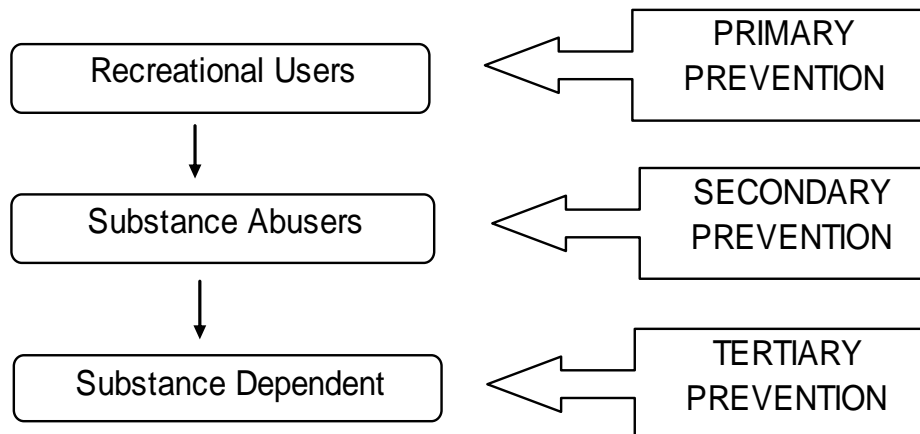 Recreational Users
PRIMARY
PREVENTION
Substance Abusers
SECONDARY
PREVENTION
Substance Dependent
TERTIARY
PREVENTION